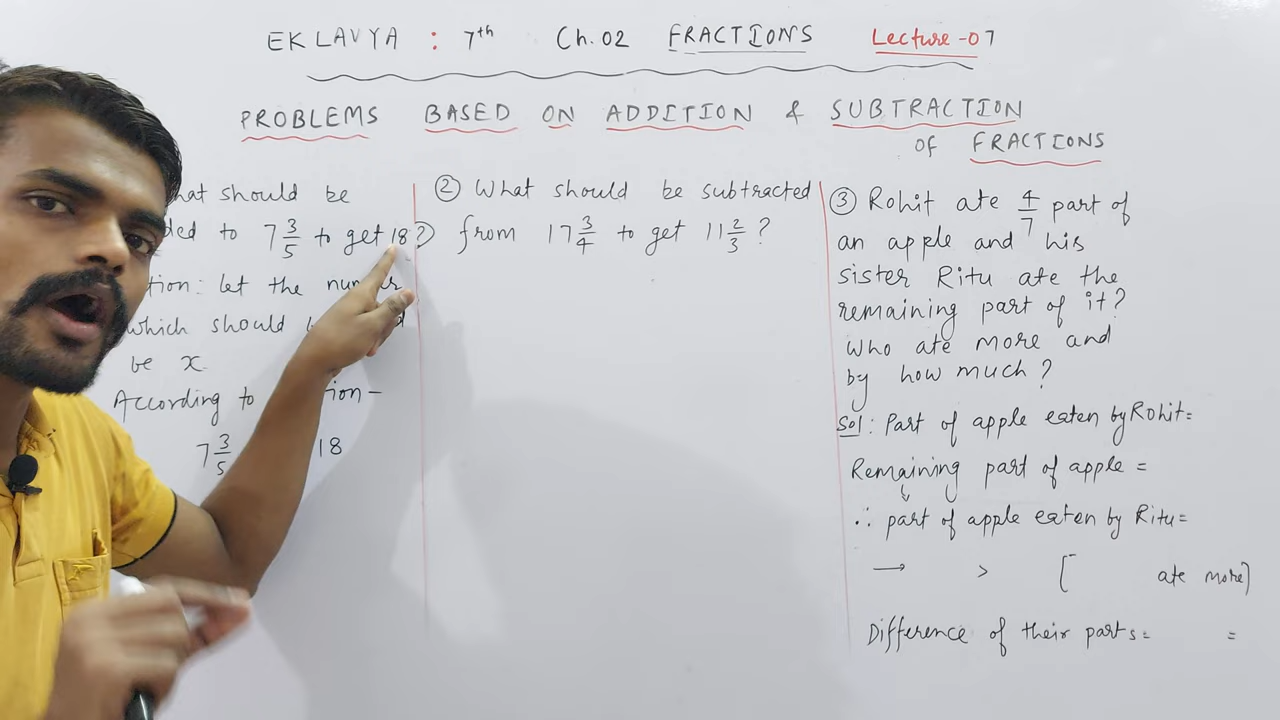 EKLAVYA : 7th Ch.02 FRACTIONS Lecture-07
PROBLEMS BASED ON ADDITION & SUBTRACTION
OF FRACTIONS
should be
to 7 3/5 to get 18?
let the
which should
be x.
According to
7 3/5 18
② What should be subtracted
from 17 3/4 to get 11 2/3 ?
③ Rohit ate 4/7 part of
an apple and his
sister Ritu ate the
remaining part of it?
Who ate more and
by how much?
Sol: Part of apple eaten by Rohit=
Remaining part of apple =
∴ part of apple eaten by Ritu=
→ > [ ate more]
Difference of their parts= =